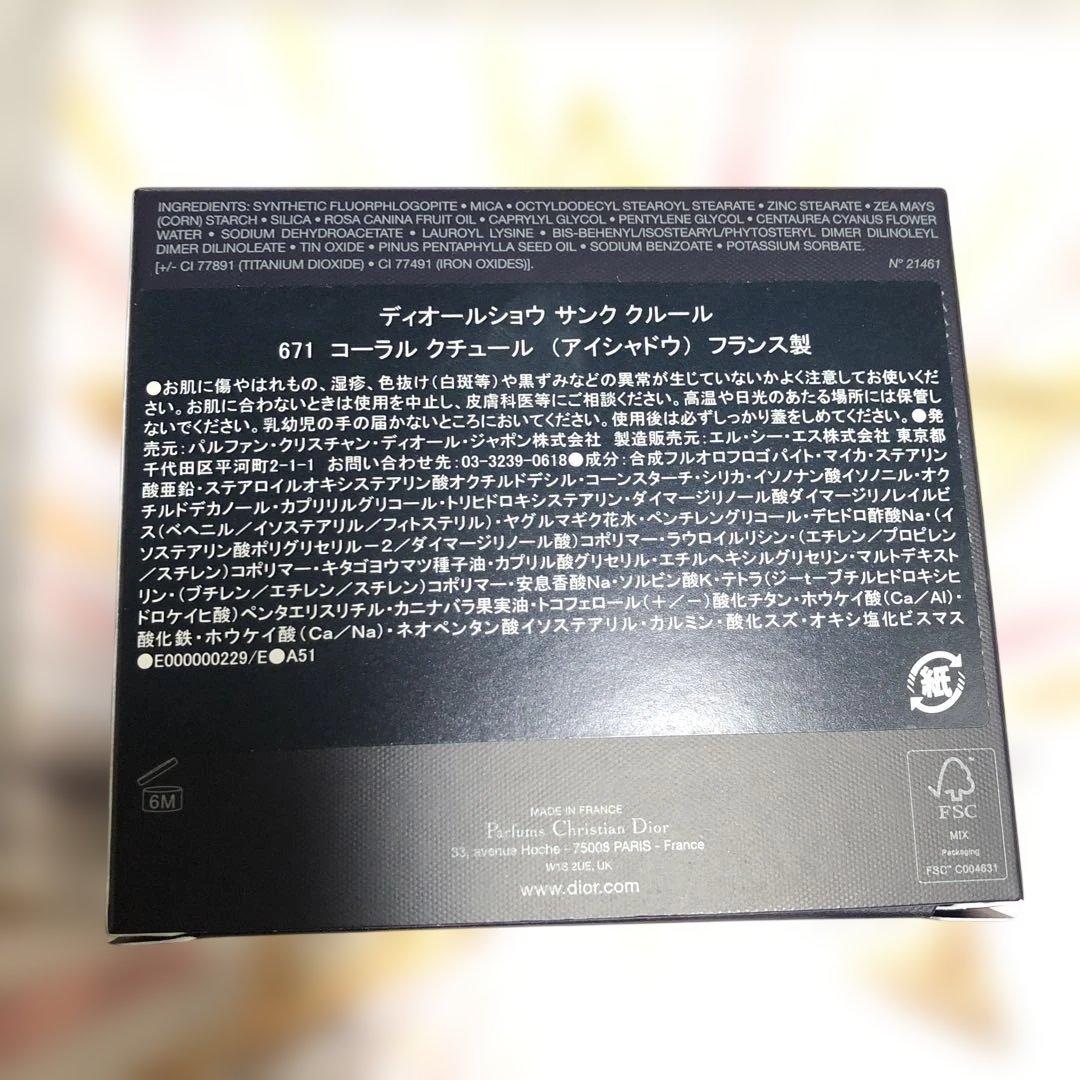 INGREDIENTS: SYNTHETIC FLUORPHLOGOPITE • MICA • OCTYLDODECYL STEAROYL STEARATE • ZINC STEARATE • ZEA MAYS
(CORN) STARCH • SILICA • ROSA CANINA FRUIT OIL • CAPRYLYL GLYCOL • PENTYLENE GLYCOL • CENTAUREA CYANUS FLOWER
WATER • SODIUM DEHYDROACETATE • LAUROYL LYSINE • BIS-BEHENYL/ISOSTEARYL/PHYTOSTERYL DIMER DILINOLEYL
DIMER DILINOLEATE • TIN OXIDE • PINUS PENTAPHYLLA SEED OIL • SODIUM BENZOATE • POTASSIUM SORBATE.
[+/- CI 77891 (TITANIUM DIOXIDE) • CI 77491 (IRON OXIDES)]. N° 21461
ディオールショウ サンク クルール
671 コーラル クチュール （アイシャドウ） フランス製
●お肌に傷やはれもの、湿疹、色抜け(白斑等)や黒ずみなどの異常が生じていないかよく注意してお使いくだ
さい。お肌に合わないときは使用を中止し、皮膚科医等にご相談ください。高温や日光のあたる場所には保管し
ないでください。乳幼児の手の届かないところにおいてください。使用後は必ずしっかり蓋をしめてください。●発
売元:パルファン・クリスチャン・ディオール・ジャポン株式会社 製造販売元:エル・シー・エス株式会社 東京都
千代田区平河町2-1-1 お問い合わせ先:03-3239-0618●成分:合成フルオロフロゴパイト・マイカ・ステアリン
酸亜鉛・ステアロイルオキシステアリン酸オクチルドデシル・コーンスターチ・シリカ・イソノナン酸イソノニル・オク
チルドデカノール・カプリリルグリコール・トリヒドロキシステアリン・ダイマージリノール酸ダイマージリノレイルビ
ス(ベヘニル／イソステアリル／フィトステリル)・ヤグルマギク花水・ペンチレングリコール・デヒドロ酢酸Na・(イ
ソステアリン酸ポリグリセリル－2／ダイマージリノール酸)コポリマー・ラウロイルリシン・(エチレン／プロピレン
／スチレン)コポリマー・キタゴヨウマツ種子油・カプリル酸グリセリル・エチルヘキシルグリセリン・マルトデキスト
リン・(ブチレン／エチレン／スチレン)コポリマー・安息香酸Na・ソルビン酸K・テトラ(ジーtーブチルヒドロキシヒ
ドロケイヒ酸)ペンタエリスリチル・カニナバラ果実油・トコフェロール(＋／－)酸化チタン・ホウケイ酸(Ca/Al)・
酸化鉄・ホウケイ酸(Ca/Na)・ネオペンタン酸イソステアリル・カルミン・酸化スズ・オキシ塩化ビスマス
●E000000229/E●A51
紙
6M
MADE IN FRANCE
Parfums Christian Dior
33, avenue Hoche - 75008 PARIS - France
W1S 2UE, UK
www.dior.com
FSC
MIX
Packaging
FSC™ C004631